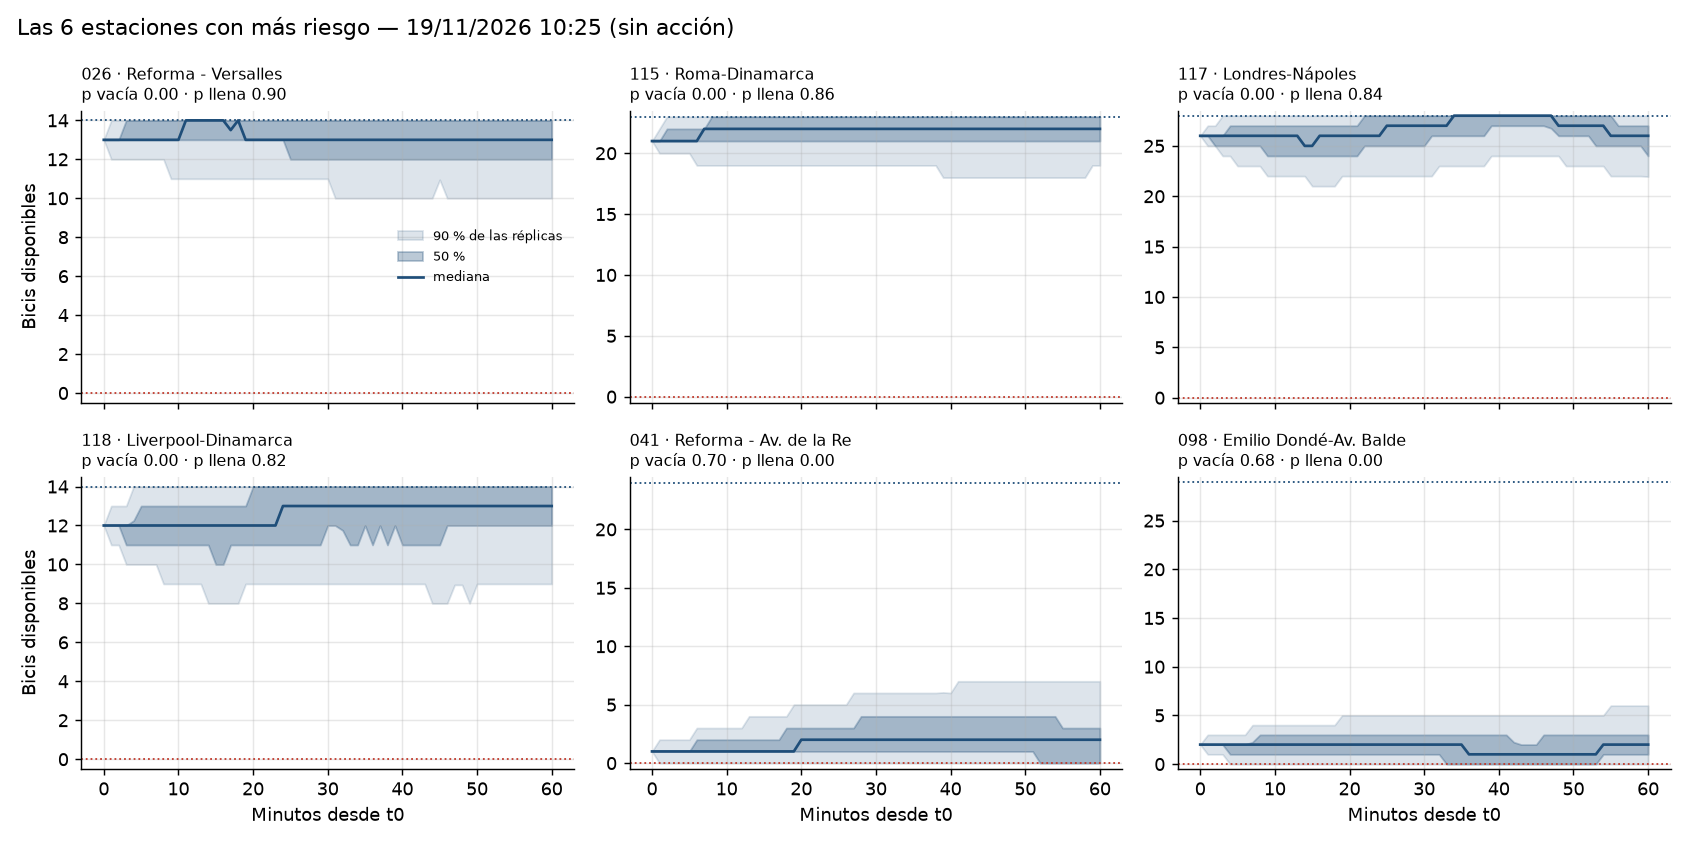 Las 6 estaciones con más riesgo — 19/11/2026 10:25 (sin acción)
026 · Reforma - Versalles
p vacía 0.00 · p llena 0.90
115 · Roma-Dinamarca
p vacía 0.00 · p llena 0.86
117 · Londres-Nápoles
p vacía 0.00 · p llena 0.84
Bicis disponibles
14
12
10
8
6
4
2
0
90 % de las réplicas
50 %
mediana
20
15
10
5
0
25
20
15
10
5
0
118 · Liverpool-Dinamarca
p vacía 0.00 · p llena 0.82
041 · Reforma - Av. de la Re
p vacía 0.70 · p llena 0.00
098 · Emilio Dondé-Av. Balde
p vacía 0.68 · p llena 0.00
Bicis disponibles
14
12
10
8
6
4
2
0
0 10 20 30 40 50 60
Minutos desde t0
20
15
10
5
0
0 10 20 30 40 50 60
Minutos desde t0
25
20
15
10
5
0
0 10 20 30 40 50 60
Minutos desde t0